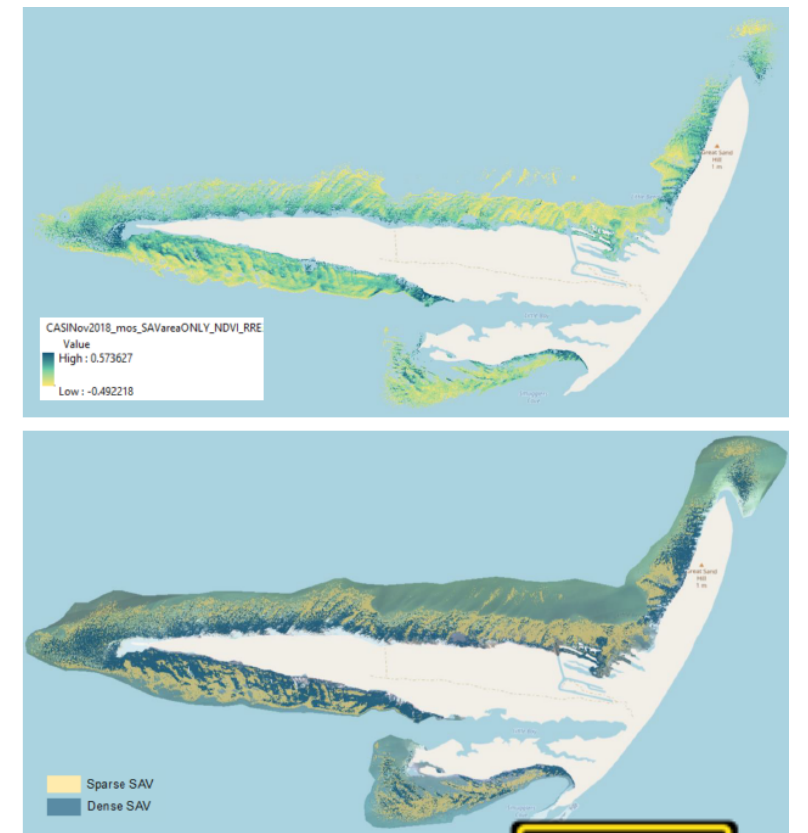 Great Sand
Hill
1 m
CASINov2018_mos_SAVareaONLY_NDVI_RRE
Value
High : 0.573627
Low : -0.492218
Great Sand
Hill
1 m
Sparse SAV
Dense SAV